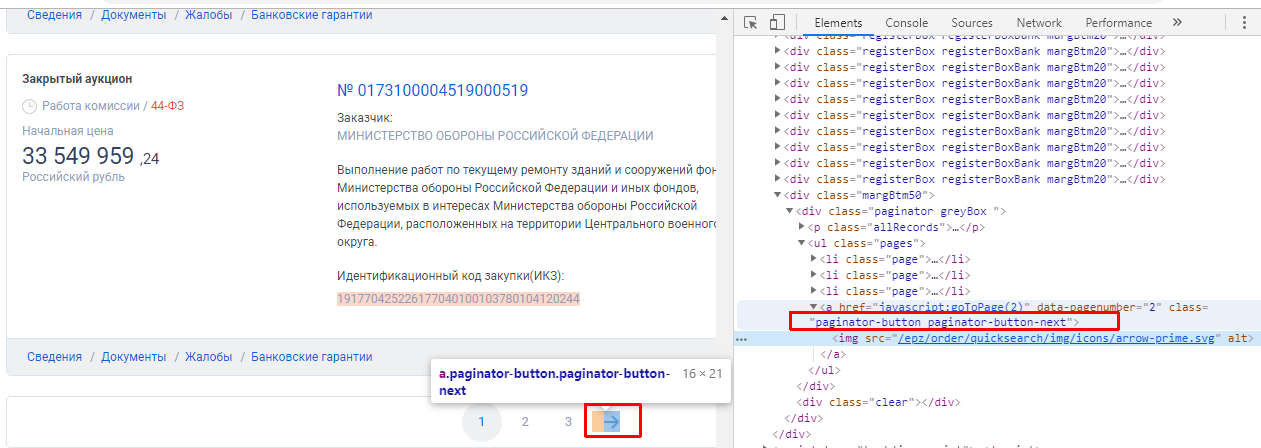 Сведения / Документы / Жалобы / Банковские гарантии
Закрытый аукцион
Работа комиссии / 44-ФЗ
Начальная цена
33 549 959 ,24
Российский рубль
№ 0173100004519000519
Заказчик:
МИНИСТЕРСТВО ОБОРОНЫ РОССИЙСКОЙ ФЕДЕРАЦИИ
Выполнение работ по текущему ремонту зданий и сооружений фон
Министерства обороны Российской Федерации и иных фондов,
используемых в интересах Министерства обороны Российской
Федерации, расположенных на территории Центрального военного
округа.
Идентификационный код закупки(ИКЗ):
191770425226177040100103780104120244
Сведения / Документы / Жалобы / Банковские гарантии
a.paginator-button.paginator-button-
next
16 × 21
1 2 3
Elements Console Sources Network Performance »
<div class="registerBox registerBoxBank margBtm20">…</div>
<div class="registerBox registerBoxBank margBtm20">…</div>
<div class="registerBox registerBoxBank margBtm20">…</div>
<div class="registerBox registerBoxBank margBtm20">…</div>
<div class="registerBox registerBoxBank margBtm20">…</div>
<div class="registerBox registerBoxBank margBtm20">…</div>
<div class="registerBox registerBoxBank margBtm20">…</div>
<div class="registerBox registerBoxBank margBtm20">…</div>
<div class="registerBox registerBoxBank margBtm20">…</div>
<div class="registerBox registerBoxBank margBtm20">…</div>
<div class="margBtm50">
<div class="paginator greyBox ">
<p class="allRecords">…</p>
<ul class="pages">
<li class="page">…</li>
<li class="page">…</li>
<li class="page">…</li>
<a href="javascript:goToPage(2)" data-pagenumber="2" class=
"paginator-button paginator-button-next">
<img src="/epz/order/quicksearch/img/icons/arrow-prime.svg" alt>
</a>
</ul>
</div>
<div class="clear"></div>
</div>
</div>